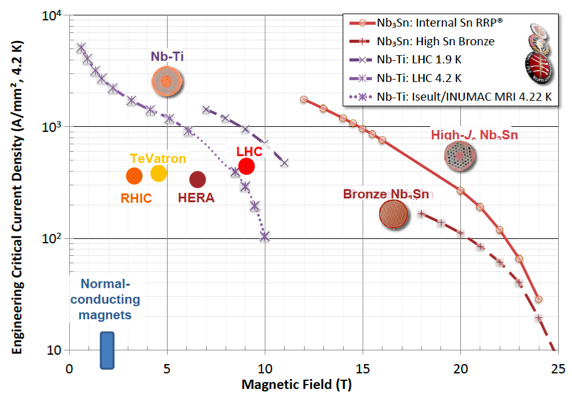 Engineering Critical Current Density (A/mm², 4.2 K)
10⁴
10³
10²
10
Nb₃Sn: Internal Sn RRP®
Nb₃Sn: High Sn Bronze
Nb-Ti: LHC 1.9 K
Nb-Ti: LHC 4.2 K
Nb-Ti: Iseult/INUMAC MRI 4.22 K
Nb-Ti
High-Jc Nb₃Sn
TeVatron
LHC
RHIC
HERA
Bronze Nb₃Sn
Normal-
conducting
magnets
0 5 10 15 20 25
Magnetic Field (T)